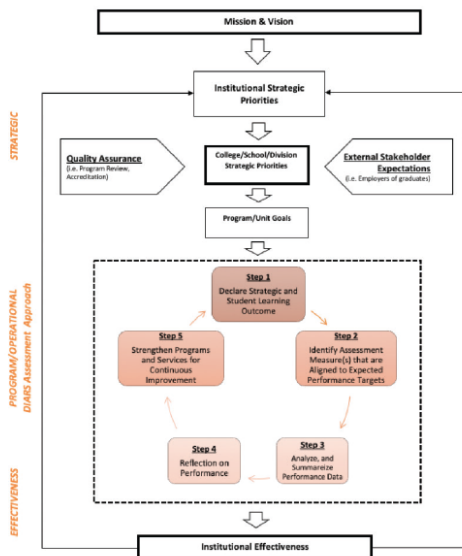 Mission & Vision
Institutional Strategic
Priorities
STRATEGIC
Quality Assurance
(i.e. Program Review,
Accreditation)
College/School/Division
Strategic Priorities
External Stakeholder
Expectations
(i.e. Employers of graduates)
Program/Unit Goals
PROGRAM/OPERATIONAL
DIARS Assessment Approach
Step 1
Declare Strategic and
Student Learning
Outcome
Step 5
Strengthen Programs
and Services for
Continuous
Improvement
Step 2
Identify Assessment
Measure(s) that are
Aligned to Expected
Performance Targets
Step 4
Reflection on
Performance
Step 3
Analyze, and
Summareize
Performance Data
EFFECTIVENESS
Institutional Effectiveness